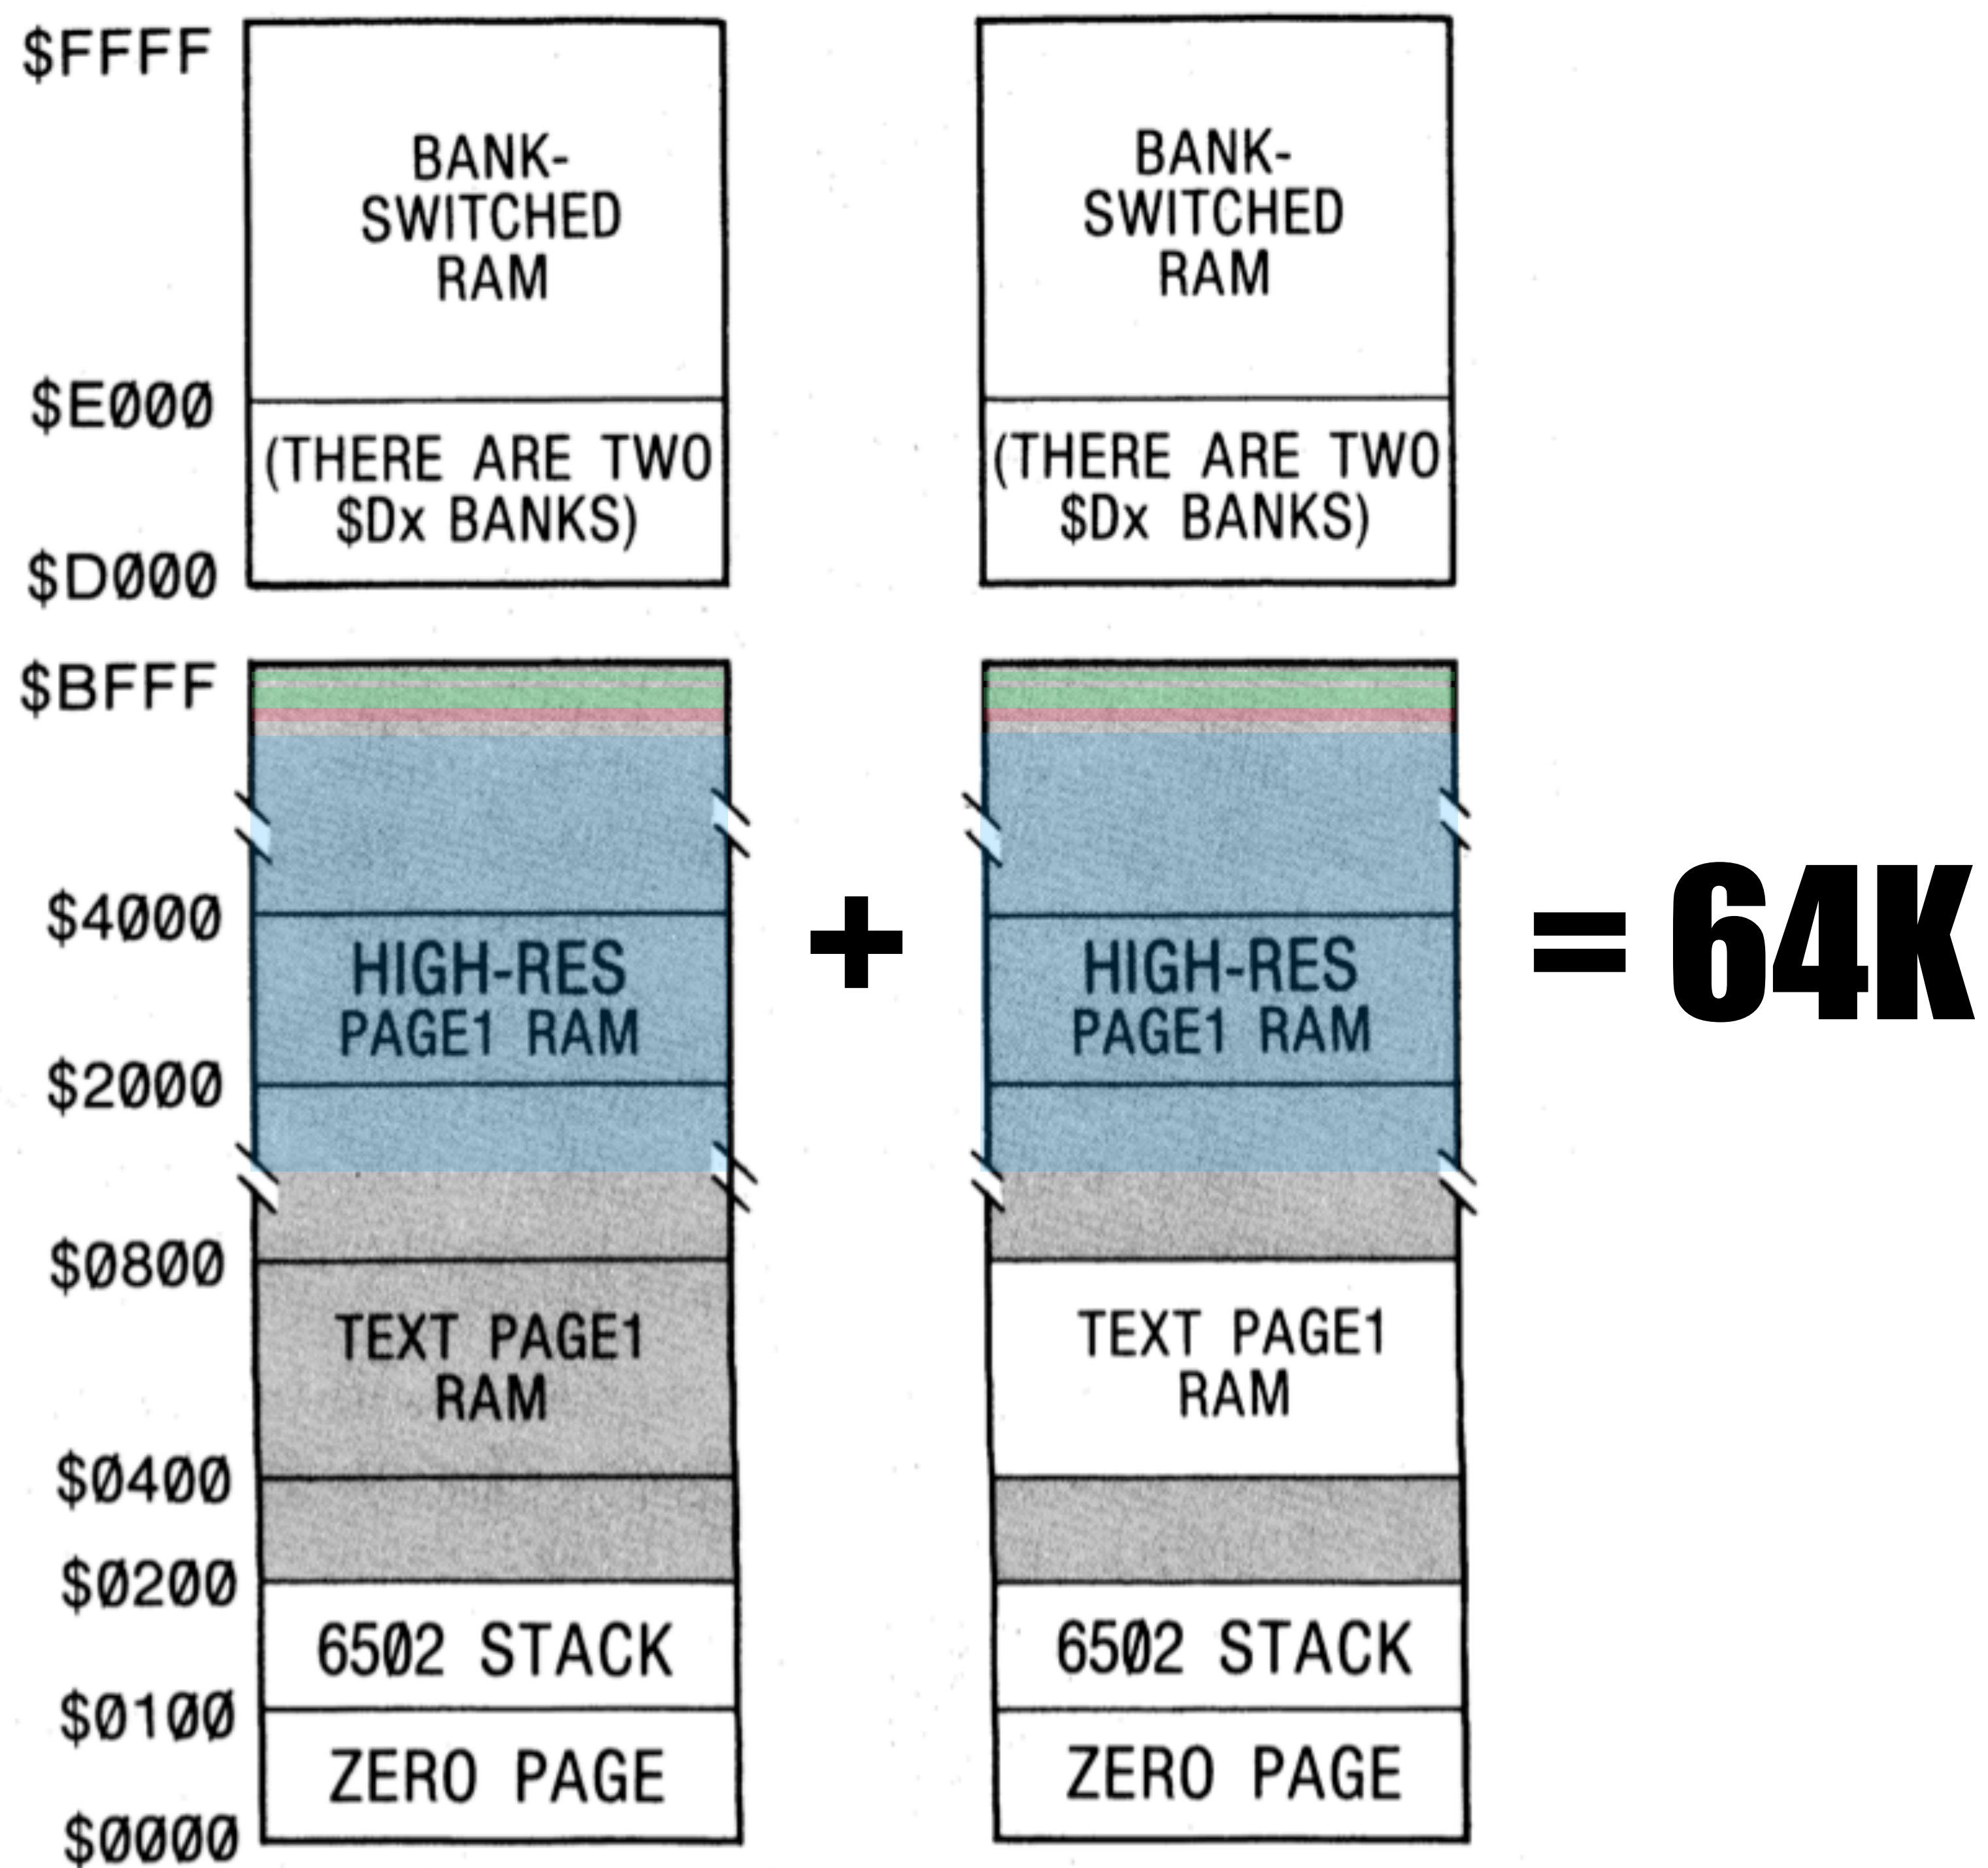 $FFFF
BANK-
SWITCHED
RAM
$E000
(THERE ARE TWO
$Dx BANKS)
$D000
$BFFF
$4000
HIGH-RES
PAGE1 RAM
$2000
$0800
TEXT PAGE1
RAM
$0400
$0200
6502 STACK
$0100
ZERO PAGE
$0000
BANK-
SWITCHED
RAM
(THERE ARE TWO
$Dx BANKS)
HIGH-RES
PAGE1 RAM
TEXT PAGE1
RAM
6502 STACK
ZERO PAGE
+
= 64K